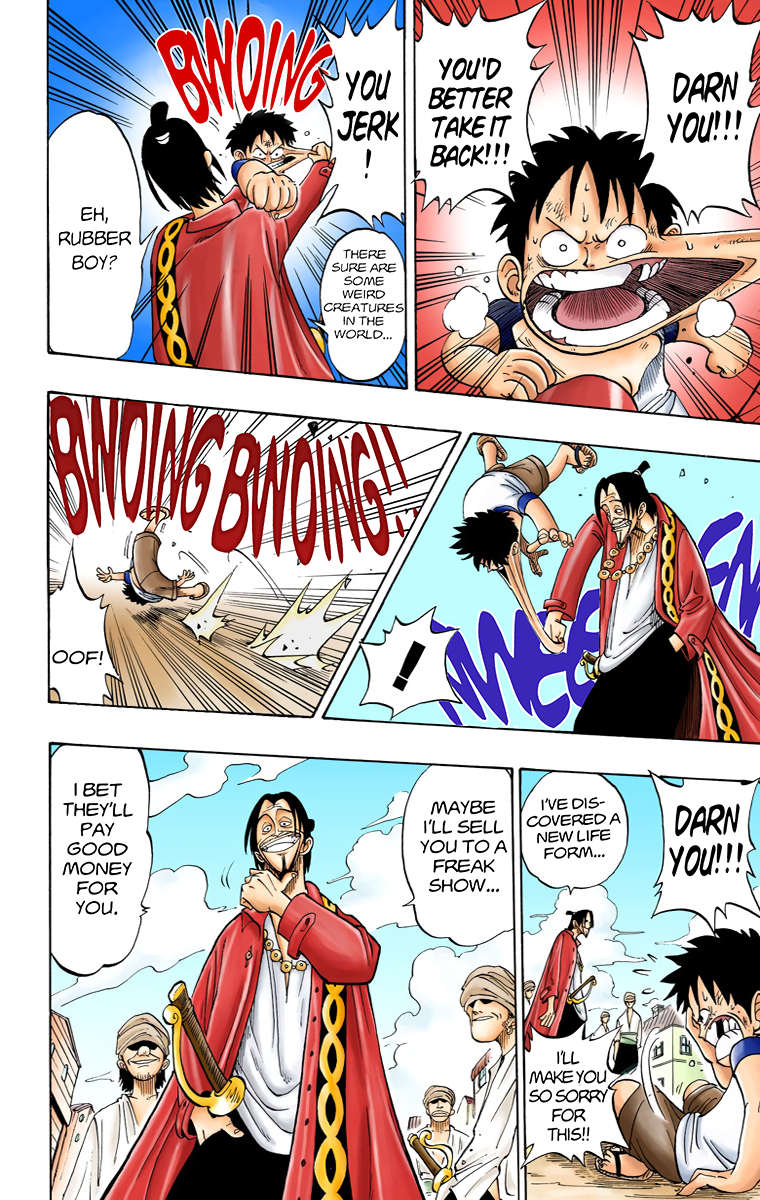 DARN
YOU!!!
YOU'D
BETTER
TAKE IT
BACK!!!
BWOING
YOU
JERK
!
THERE
SURE ARE
SOME
WEIRD
CREATURES
IN THE
WORLD...
EH,
RUBBER
BOY?
!
BWOING BWOING!!
OOF!
DARN
YOU!!!
I'VE DIS-
COVERED A
NEW LIFE
FORM...
I'LL
MAKE YOU
SO SORRY
FOR
THIS!!
MAYBE
I'LL SELL
YOU TO A
FREAK
SHOW...
I BET
THEY'LL
PAY
GOOD
MONEY
FOR
YOU.